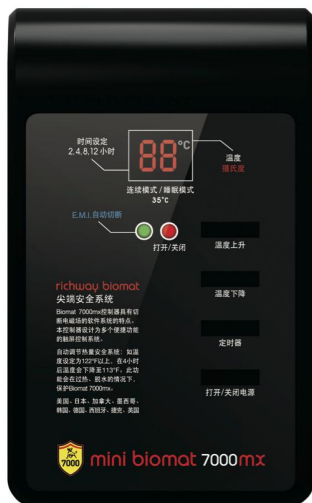 时间设定
2,4,8,12 小时
88°C
温度
摄氏度
连续模式/睡眠模式
35°C
E.M.I.自动切断
打开/关闭
温度上升
richway biomat
尖端安全系统
温度下降
Biomat 7000mx控制器具有切
断电磁场的软件系统的特点。
本控制器设计为多个便捷功能
的触屏控制系统。
定时器
自动调节热量安全系统：如温
度设定为122°F以上，在4小时
后温度会下降至113°F，此功
能会在过热、脱水的情况下，
保护Biomat 7000mx。
打开/关闭电源
美国、日本、加拿大、墨西哥、
韩国、德国、西班牙、捷克、英国
7000
mini biomat 7000mx